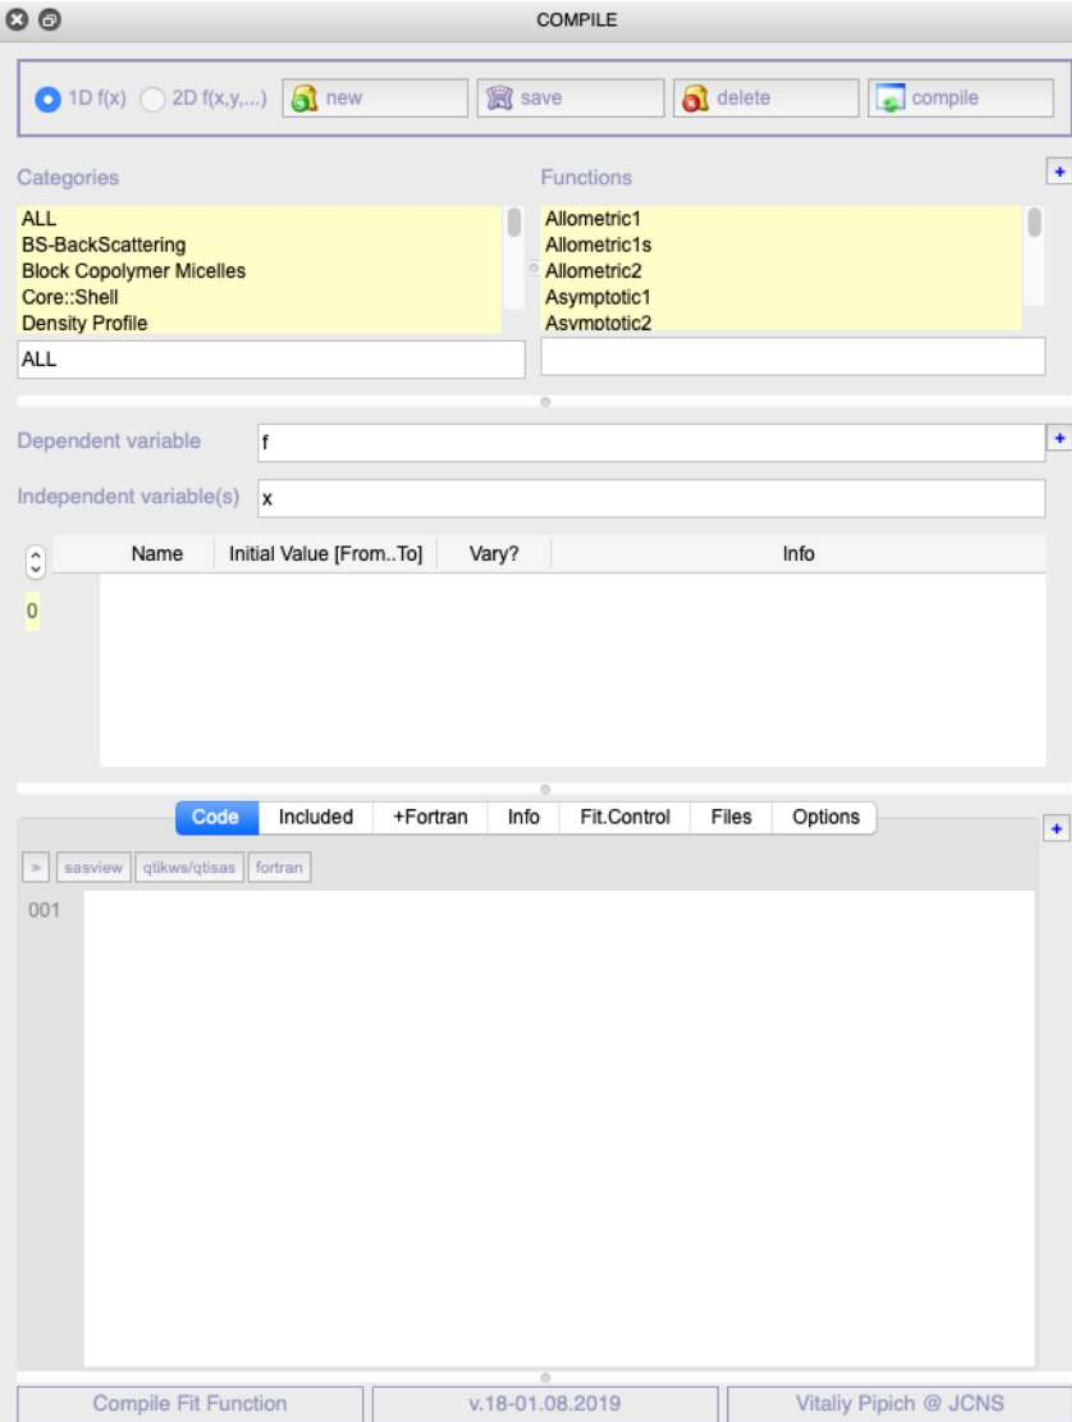 COMPILE
1D f(x) 2D f(x,y,...) new save delete compile
Categories Functions +
ALL
BS-BackScattering
Block Copolymer Micelles
Core::Shell
Density Profile
Allometric1
Allometric1s
Allometric2
Asymptotic1
Asymptotic2
ALL
Dependent variable f +
Independent variable(s) x
Name Initial Value [From..To] Vary? Info
0
Code Included +Fortran Info Fit.Control Files Options +
» sasview qtikws/qtisas fortran
001
Compile Fit Function v.18-01.08.2019 Vitaliy Pipich @ JCNS